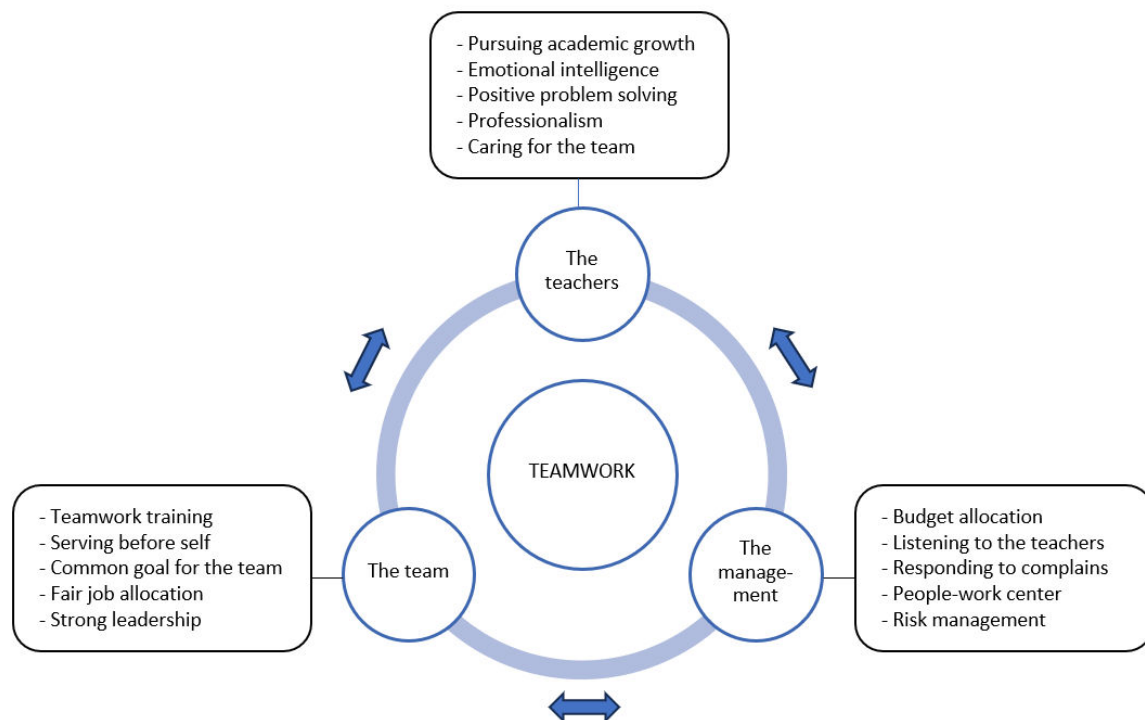 - Pursuing academic growth
- Emotional intelligence
- Positive problem solving
- Professionalism
- Caring for the team
The
teachers
TEAMWORK
- Teamwork training
- Serving before self
- Common goal for the team
- Fair job allocation
- Strong leadership
The team
The
manage-
ment
- Budget allocation
- Listening to the teachers
- Responding to complains
- People-work center
- Risk management